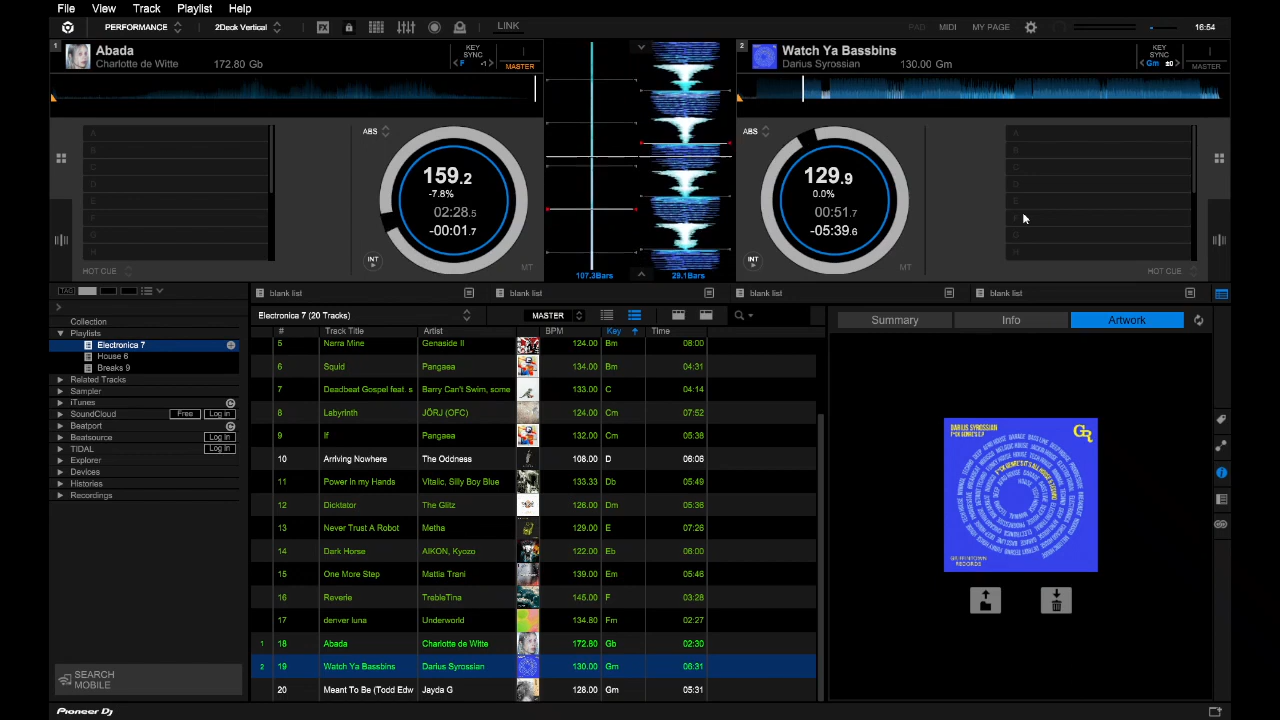 File View Track Playlist Help
PERFORMANCE 2Deck Vertical FX LINK PAD MIDI MY PAGE 16:54
1 Abada
Charlotte de Witte 172.80 Gb
KEY SYNC
F -1
MASTER
2 Watch Ya Bassbins
Darius Syrossian 130.00 Gm
KEY SYNC
Gm ±0
MASTER
A
B
C
D
E
F
G
H
HOT CUE
ABS
159.2
-7.8%
02:28.5
-00:01.7
INT
MT
107.3Bars
29.1Bars
ABS
129.9
0.0%
00:51.7
-05:39.6
INT
MT
A
B
C
D
E
F
G
H
HOT CUE
TAG
blank list
blank list
blank list
blank list
Collection
Playlists
Electronica 7
House 6
Breaks 9
Related Tracks
Sampler
iTunes
SoundCloud Free Log in
Beatport
Beatsource Log in
TIDAL Log in
Explorer
Devices
Histories
Recordings
SEARCH
MOBILE
Electronica 7 (20 Tracks) MASTER
# Track Title Artist BPM Key Time
5 Narra Mine Genaside II 124.00 Bm 08:00
6 Squid Pangaea 134.00 Bm 04:31
7 Deadbeat Gospel feat. s Barry Can't Swim, some 133.00 C 04:14
8 Labyrinth JÖRJ (OFC) 124.00 Cm 07:52
9 If Pangaea 132.00 Cm 05:38
10 Arriving Nowhere The Oddness 108.00 D 06:06
11 Power In my Hands Vitalic, Silly Boy Blue 133.33 Db 05:49
12 Dicktator The Glitz 126.00 Dm 05:36
13 Never Trust A Robot Metha 129.00 E 07:26
14 Dark Horse AIKON, Kyozo 122.00 Eb 06:00
15 One More Step Mattia Trani 139.00 Em 05:46
16 Reverie TrebleTina 145.00 F 03:28
17 denver luna Underworld 134.80 Fm 02:27
1 18 Abada Charlotte de Witte 172.80 Gb 02:30
2 19 Watch Ya Bassbins Darius Syrossian 130.00 Gm 06:31
20 Meant To Be (Todd Edw Jayda G 128.00 Gm 05:31
Summary Info Artwork
DARIUS SYROSSIAN
GR
RECORDS
Pioneer Dj